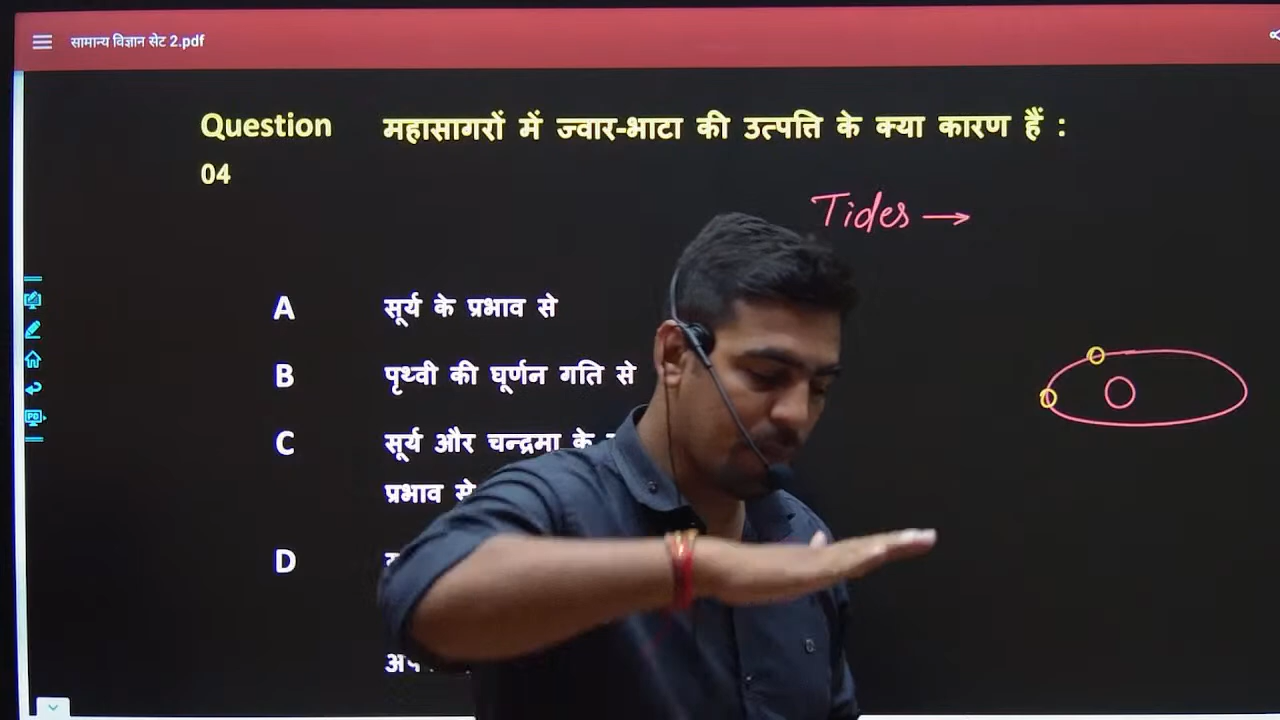 सामान्य विज्ञान सेट 2.pdf
Question 04
महासागरों में ज्वार-भाटा की उत्पत्ति के क्या कारण हैं :
Tides →
A सूर्य के प्रभाव से
B पृथ्वी की घूर्णन गति से
C सूर्य और चन्द्रमा के
प्रभाव से
D